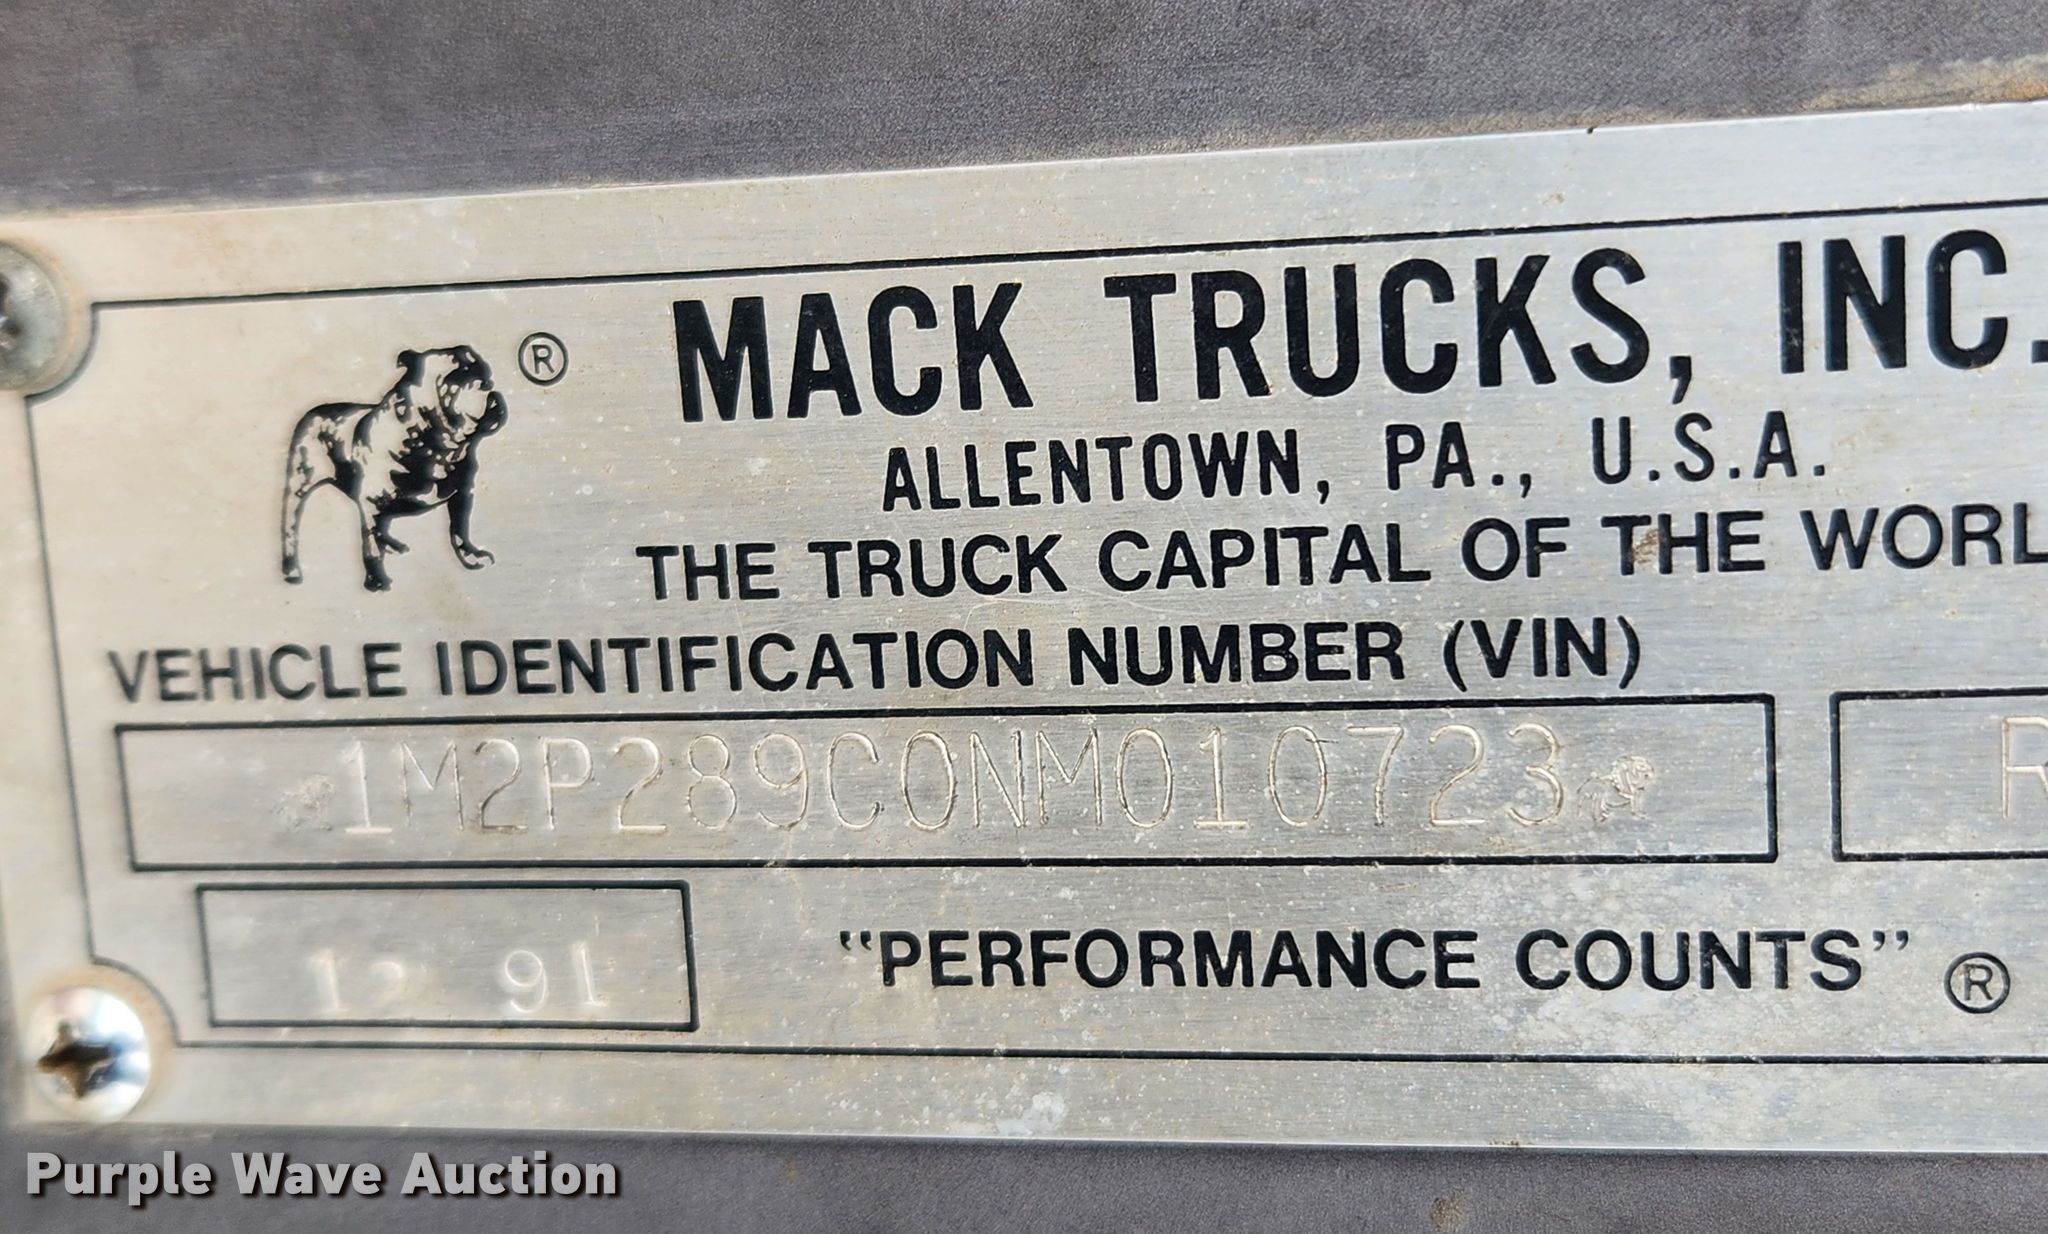 ® MACK TRUCKS, INC.
ALLENTOWN, PA., U.S.A.
THE TRUCK CAPITAL OF THE WORL
VEHICLE IDENTIFICATION NUMBER (VIN)
1M2P289C0NM010723 R
12 91 "PERFORMANCE COUNTS" ®
Purple Wave Auction